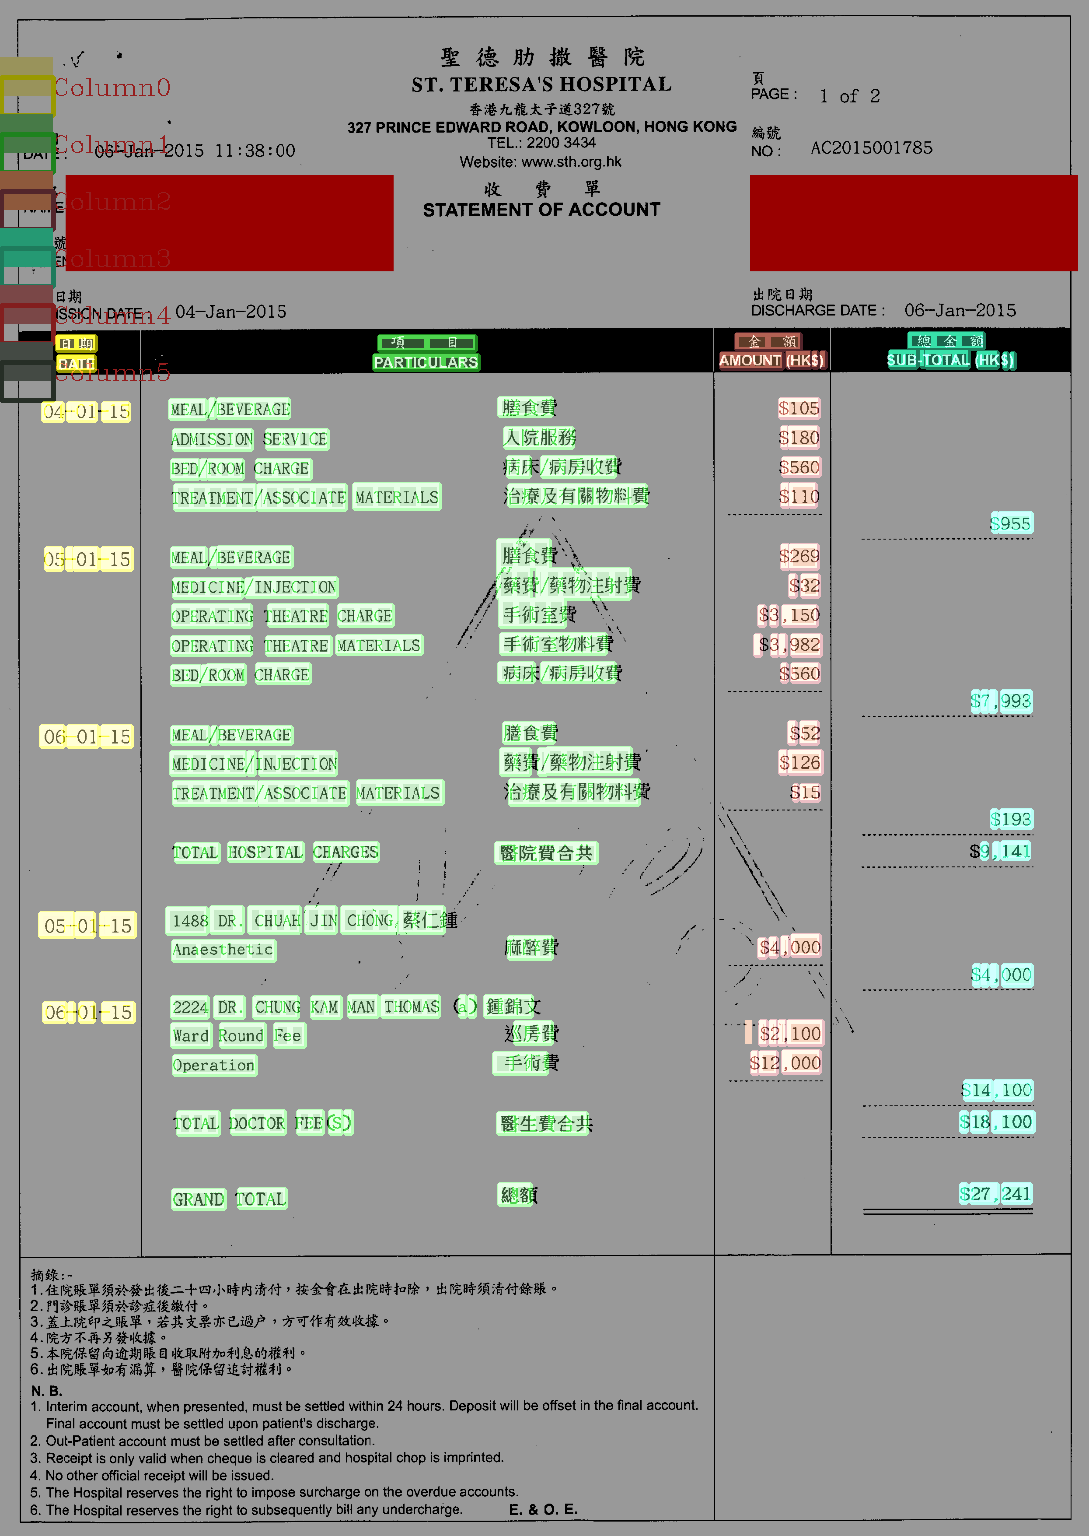 聖德肋撒醫院
ST. TERESA'S HOSPITAL
香港九龍太子道327號
327 PRINCE EDWARD ROAD, KOWLOON, HONG KONG
TEL.: 2200 3434
Website: www.sth.org.hk
頁
PAGE : 1 of 2
編號
NO : AC2015001785
Column0
Column1
DATE : 06-Jan-2015 11:38:00
收費單
STATEMENT OF ACCOUNT
Column2
Column3
日期
SSION DATE : 04-Jan-2015
出院日期
DISCHARGE DATE : 06-Jan-2015
Column4
Column5
日期 項目 金額 總金額
DATE PARTICULARS AMOUNT (HK$) SUB-TOTAL (HK$)
04-01-15 MEAL/BEVERAGE 膳食費 $105
ADMISSION SERVICE 入院服務 $180
BED/ROOM CHARGE 病床/病房收費 $560
TREATMENT/ASSOCIATE MATERIALS 治療及有關物料費 $110
$955
05-01-15 MEAL/BEVERAGE 膳食費 $269
MEDICINE/INJECTION 藥費/藥物注射費 $32
OPERATING THEATRE CHARGE 手術室費 $3,150
OPERATING THEATRE MATERIALS 手術室物料費 $3,982
BED/ROOM CHARGE 病床/病房收費 $560
$7,993
06-01-15 MEAL/BEVERAGE 膳食費 $52
MEDICINE/INJECTION 藥費/藥物注射費 $126
TREATMENT/ASSOCIATE MATERIALS 治療及有關物料費 $15
$193
TOTAL HOSPITAL CHARGES 醫院費合共 $9,141
05-01-15 1488 DR. CHUAH JIN CHONG, 蔡仁鍾
Anaesthetic 麻醉費 $4,000
$4,000
06-01-15 2224 DR. CHUNG KAM MAN THOMAS (a) 鍾錦文
Ward Round Fee 巡房費 $2,100
Operation 手術費 $12,000
$14,100
TOTAL DOCTOR FEE(S) 醫生費合共 $18,100
GRAND TOTAL 總額 $27,241
摘錄:-
1.住院賬單須於發出後二十四小時內清付，按金會在出院時扣除，出院時須清付餘賬。
2.門診賬單須於診症後繳付。
3.蓋上院印之賬單，若其支票亦已過户，方可作有效收據。
4.院方不再另發收據。
5.本院保留向逾期賬目收取附加利息的權利。
6.出院賬單如有漏算，醫院保留追討權利。
N. B.
1. Interim account, when presented, must be settled within 24 hours. Deposit will be offset in the final account.
Final account must be settled upon patient's discharge.
2. Out-Patient account must be settled after consultation.
3. Receipt is only valid when cheque is cleared and hospital chop is imprinted.
4. No other official receipt will be issued.
5. The Hospital reserves the right to impose surcharge on the overdue accounts.
6. The Hospital reserves the right to subsequently bill any undercharge. E. & O. E.